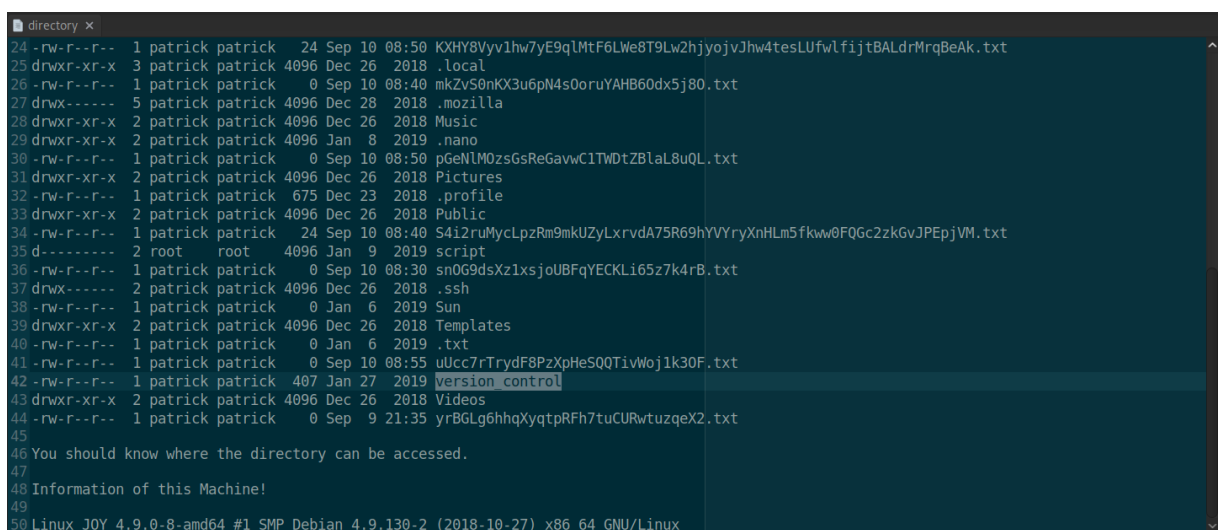 directory ×
24 -rw-r--r-- 1 patrick patrick 24 Sep 10 08:50 KXHY8Vyv1hw7yE9qlMtF6LWe8T9Lw2hjyojvJhw4tesLUfwlfijtBALdrMrqBeAk.txt
25 drwxr-xr-x 3 patrick patrick 4096 Dec 26 2018 .local
26 -rw-r--r-- 1 patrick patrick 0 Sep 10 08:40 mkZvS0nKX3u6pN4sOoruYAHB6Odx5j8O.txt
27 drwx------ 5 patrick patrick 4096 Dec 28 2018 .mozilla
28 drwxr-xr-x 2 patrick patrick 4096 Dec 26 2018 Music
29 drwxr-xr-x 2 patrick patrick 4096 Jan 8 2019 .nano
30 -rw-r--r-- 1 patrick patrick 0 Sep 10 08:50 pGeNlMOzsGsReGavwC1TWDtZBlaL8uQL.txt
31 drwxr-xr-x 2 patrick patrick 4096 Dec 26 2018 Pictures
32 -rw-r--r-- 1 patrick patrick 675 Dec 23 2018 .profile
33 drwxr-xr-x 2 patrick patrick 4096 Dec 26 2018 Public
34 -rw-r--r-- 1 patrick patrick 24 Sep 10 08:40 S4i2ruMycLpzRm9mkUZyLxrvdA75R69hYVYryXnHLm5fkww0FQGc2zkGvJPEpjVM.txt
35 d--------- 2 root root 4096 Jan 9 2019 script
36 -rw-r--r-- 1 patrick patrick 0 Sep 10 08:30 snOG9dsXz1xsjoUBFqYECKLi65z7k4rB.txt
37 drwx------ 2 patrick patrick 4096 Dec 26 2018 .ssh
38 -rw-r--r-- 1 patrick patrick 0 Jan 6 2019 Sun
39 drwxr-xr-x 2 patrick patrick 4096 Dec 26 2018 Templates
40 -rw-r--r-- 1 patrick patrick 0 Jan 6 2019 .txt
41 -rw-r--r-- 1 patrick patrick 0 Sep 10 08:55 uUcc7rTrydF8PzXpHeSQQTivWoj1k3OF.txt
42 -rw-r--r-- 1 patrick patrick 407 Jan 27 2019 version_control
43 drwxr-xr-x 2 patrick patrick 4096 Dec 26 2018 Videos
44 -rw-r--r-- 1 patrick patrick 0 Sep 9 21:35 yrBGLg6hhqXyqtpRFh7tuCURwtuzqeX2.txt
45
46 You should know where the directory can be accessed.
47
48 Information of this Machine!
49
50 Linux JOY 4.9.0-8-amd64 #1 SMP Debian 4.9.130-2 (2018-10-27) x86_64 GNU/Linux